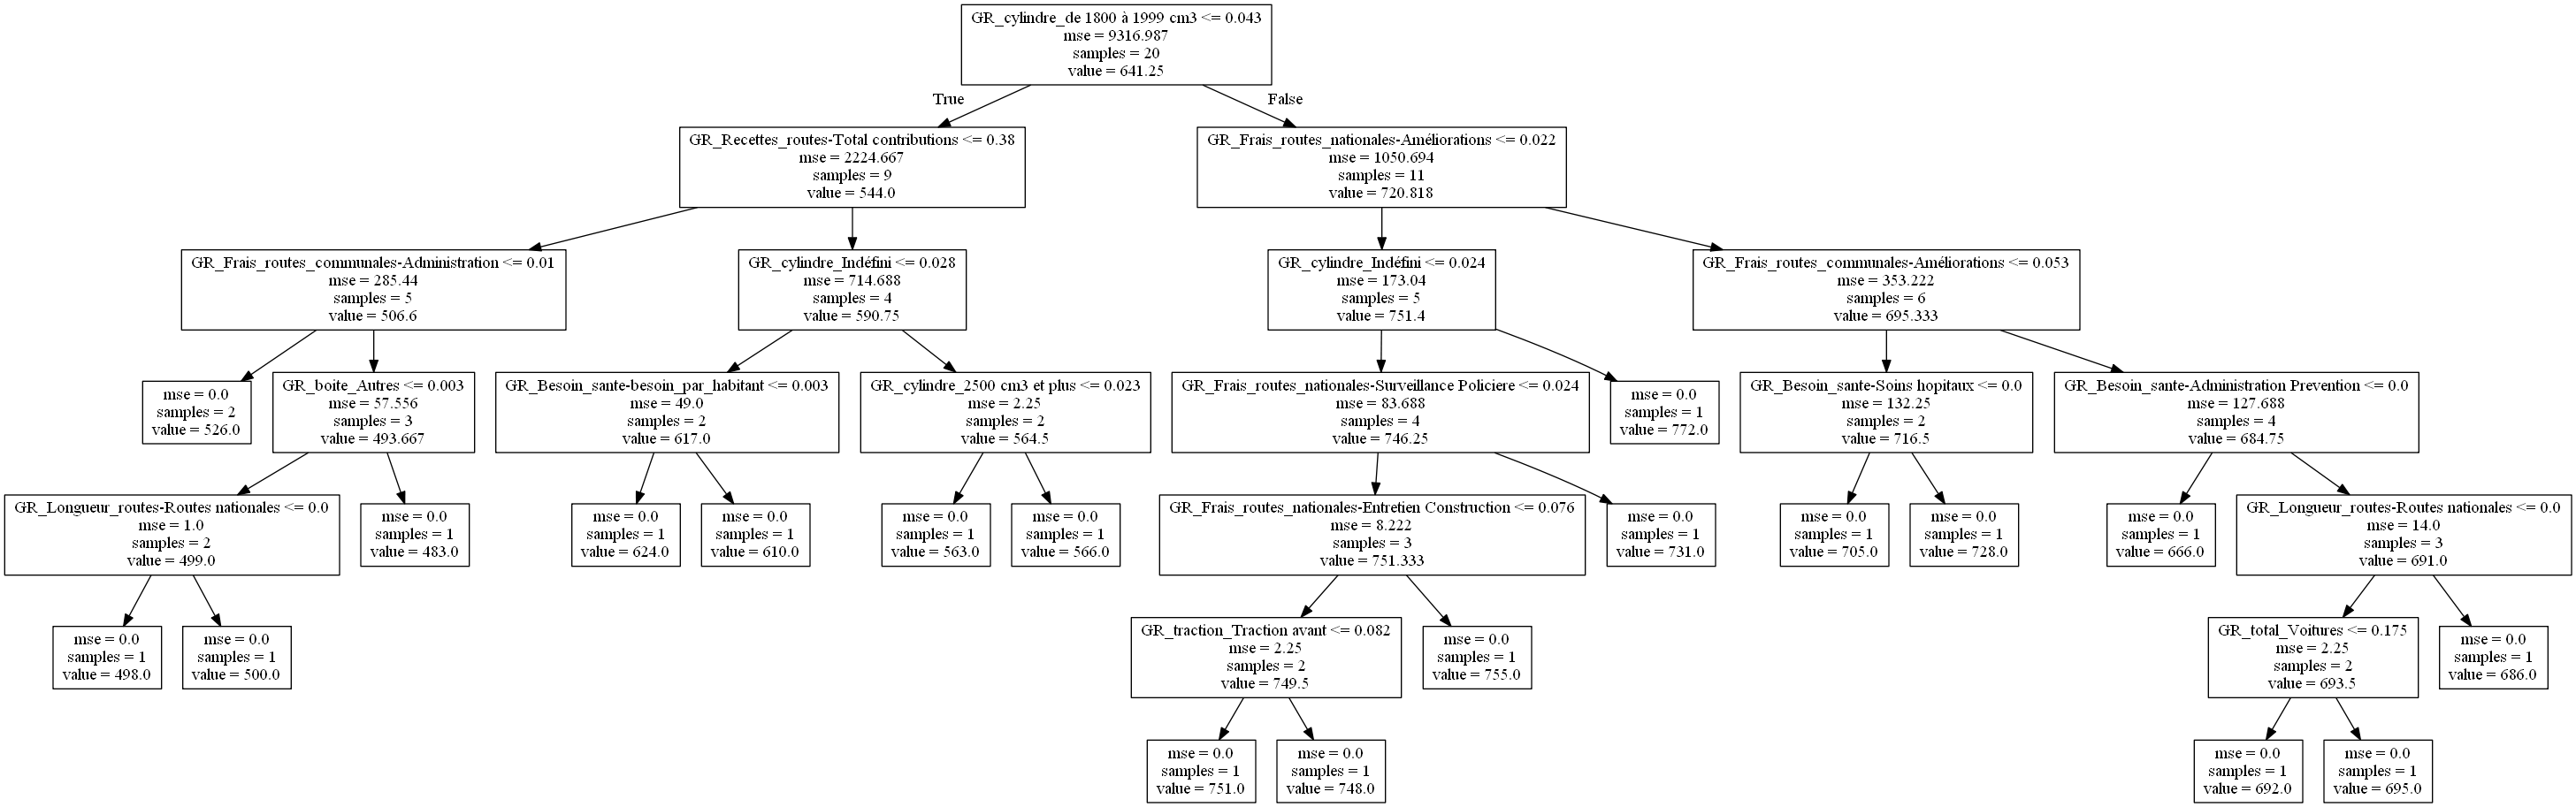 GR_cylindre_de 1800 à 1999 cm3 <= 0.043
mse = 9316.987
samples = 20
value = 641.25
True
False
GR_Recettes_routes-Total contributions <= 0.38
mse = 2224.667
samples = 9
value = 544.0
GR_Frais_routes_nationales-Améliorations <= 0.022
mse = 1050.694
samples = 11
value = 720.818
GR_Frais_routes_communales-Administration <= 0.01
mse = 285.44
samples = 5
value = 506.6
GR_cylindre_Indéfini <= 0.028
mse = 714.688
samples = 4
value = 590.75
GR_cylindre_Indéfini <= 0.024
mse = 173.04
samples = 5
value = 751.4
GR_Frais_routes_communales-Améliorations <= 0.053
mse = 353.222
samples = 6
value = 695.333
mse = 0.0
samples = 2
value = 526.0
GR_boite_Autres <= 0.003
mse = 57.556
samples = 3
value = 493.667
GR_Besoin_sante-besoin_par_habitant <= 0.003
mse = 49.0
samples = 2
value = 617.0
GR_cylindre_2500 cm3 et plus <= 0.023
mse = 2.25
samples = 2
value = 564.5
GR_Frais_routes_nationales-Surveillance Policiere <= 0.024
mse = 83.688
samples = 4
value = 746.25
mse = 0.0
samples = 1
value = 772.0
GR_Besoin_sante-Soins hopitaux <= 0.0
mse = 132.25
samples = 2
value = 716.5
GR_Besoin_sante-Administration Prevention <= 0.0
mse = 127.688
samples = 4
value = 684.75
GR_Longueur_routes-Routes nationales <= 0.0
mse = 1.0
samples = 2
value = 499.0
mse = 0.0
samples = 1
value = 483.0
mse = 0.0
samples = 1
value = 624.0
mse = 0.0
samples = 1
value = 610.0
mse = 0.0
samples = 1
value = 563.0
mse = 0.0
samples = 1
value = 566.0
GR_Frais_routes_nationales-Entretien Construction <= 0.076
mse = 8.222
samples = 3
value = 751.333
mse = 0.0
samples = 1
value = 731.0
mse = 0.0
samples = 1
value = 705.0
mse = 0.0
samples = 1
value = 728.0
mse = 0.0
samples = 1
value = 666.0
GR_Longueur_routes-Routes nationales <= 0.0
mse = 14.0
samples = 3
value = 691.0
mse = 0.0
samples = 1
value = 498.0
mse = 0.0
samples = 1
value = 500.0
GR_traction_Traction avant <= 0.082
mse = 2.25
samples = 2
value = 749.5
mse = 0.0
samples = 1
value = 755.0
GR_total_Voitures <= 0.175
mse = 2.25
samples = 2
value = 693.5
mse = 0.0
samples = 1
value = 686.0
mse = 0.0
samples = 1
value = 751.0
mse = 0.0
samples = 1
value = 748.0
mse = 0.0
samples = 1
value = 692.0
mse = 0.0
samples = 1
value = 695.0